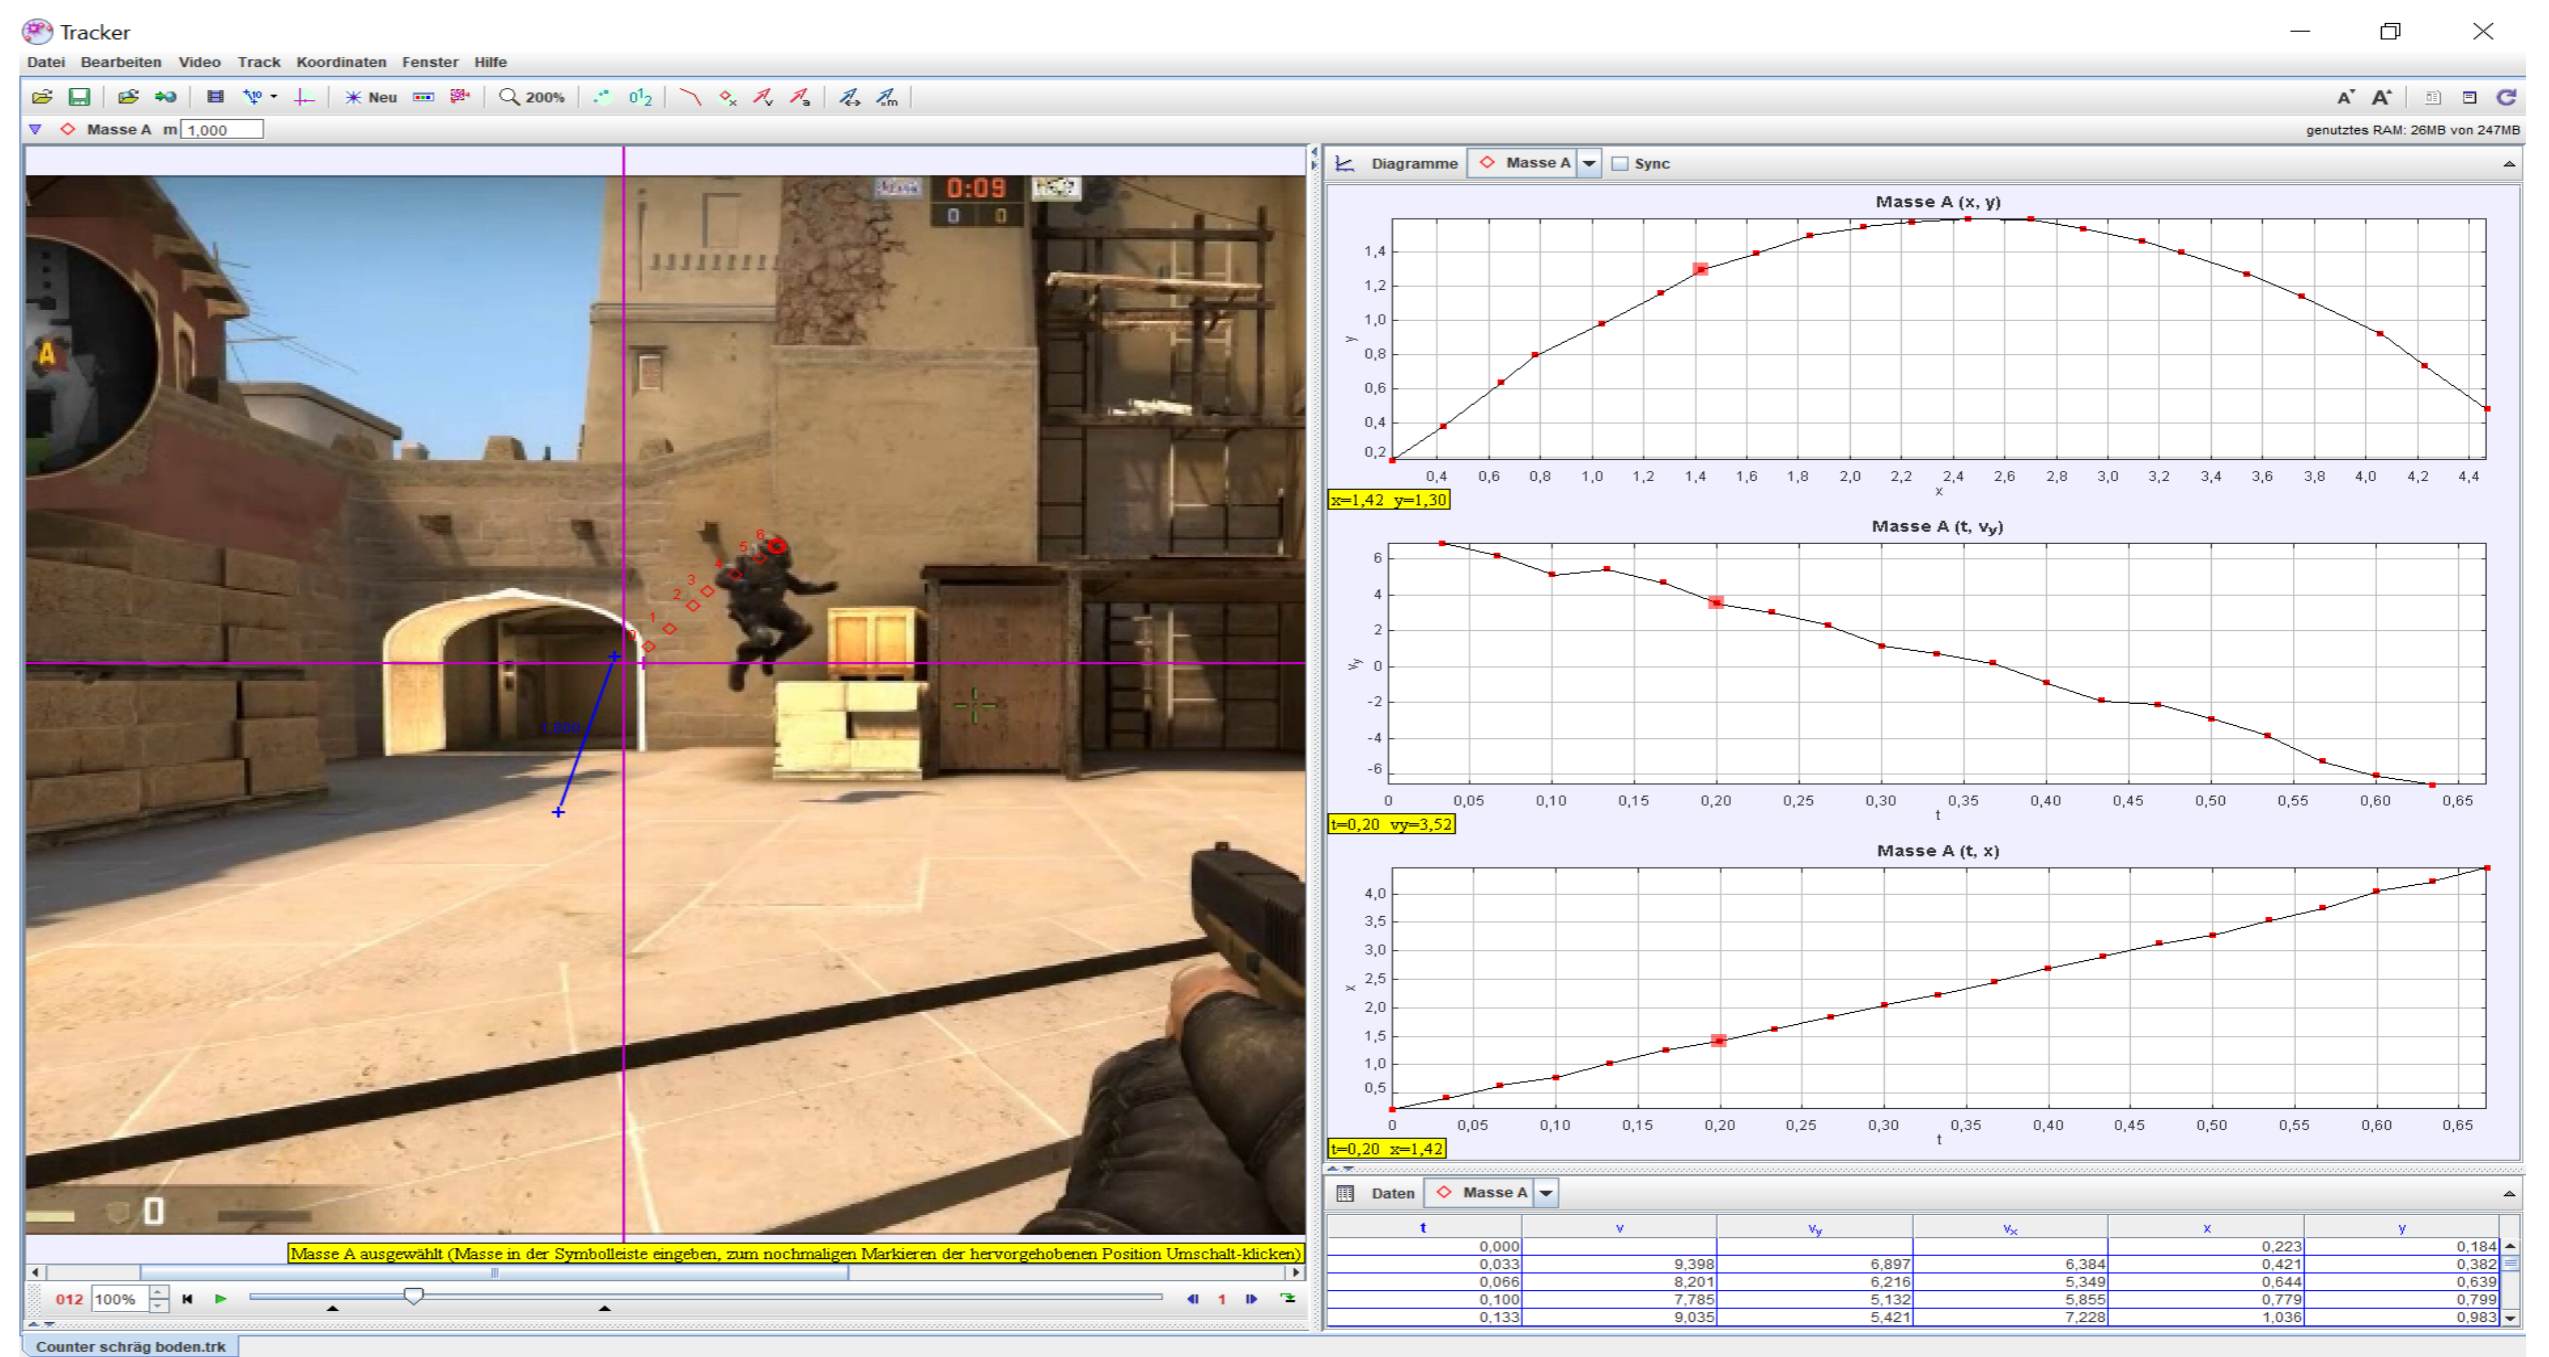 Tracker
Datei Bearbeiten Video Track Koordinaten Fenster Hilfe
Neu 200%
Masse A m 1,000
genutztes RAM: 26MB von 247MB
0:09
0 0
A
0
1
2
3
4
5
6
1,000
0
Masse A ausgewählt (Masse in der Symbolleiste eingeben, zum nochmaligen Markieren der hervorgehobenen Position Umschalt-klicken)
012 100% 1
Counter schräg boden.trk
Diagramme Masse A Sync
Masse A (x, y)
1,4
1,2
1,0
y
0,8
0,6
0,4
0,2
0,4 0,6 0,8 1,0 1,2 1,4 1,6 1,8 2,0 2,2 2,4 2,6 2,8 3,0 3,2 3,4 3,6 3,8 4,0 4,2 4,4
x
x=1,42 y=1,30
Masse A (t, vy)
6
4
2
vy 0
-2
-4
-6
0 0,05 0,10 0,15 0,20 0,25 0,30 0,35 0,40 0,45 0,50 0,55 0,60 0,65
t
t=0,20 vy=3,52
Masse A (t, x)
4,0
3,5
3,0
x 2,5
2,0
1,5
1,0
0,5
0 0,05 0,10 0,15 0,20 0,25 0,30 0,35 0,40 0,45 0,50 0,55 0,60 0,65
t
t=0,20 x=1,42
Daten Masse A
t v vy vx x y
0,000 0,223 0,184
0,033 9,398 6,897 6,384 0,421 0,382
0,066 8,201 6,216 5,349 0,644 0,639
0,100 7,785 5,132 5,855 0,779 0,799
0,133 9,035 5,421 7,228 1,036 0,983